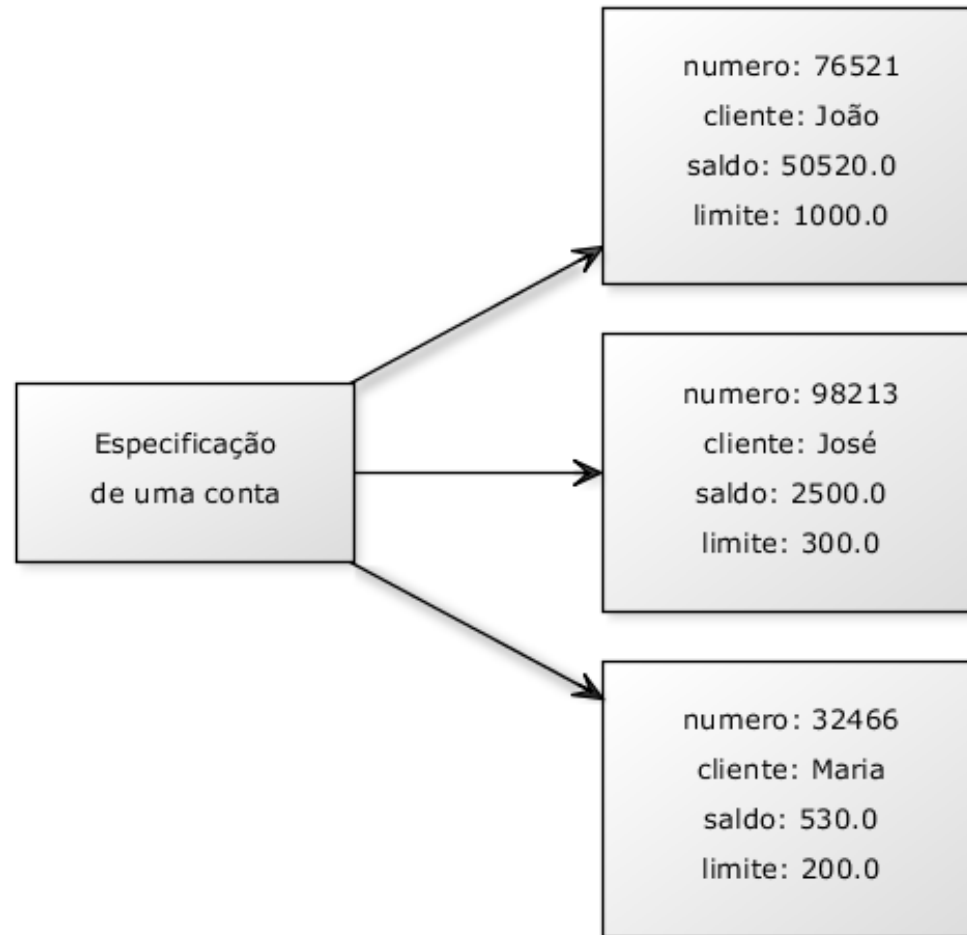 numero: 76521
cliente: João
saldo: 50520.0
limite: 1000.0
Especificação
de uma conta
numero: 98213
cliente: José
saldo: 2500.0
limite: 300.0
numero: 32466
cliente: Maria
saldo: 530.0
limite: 200.0